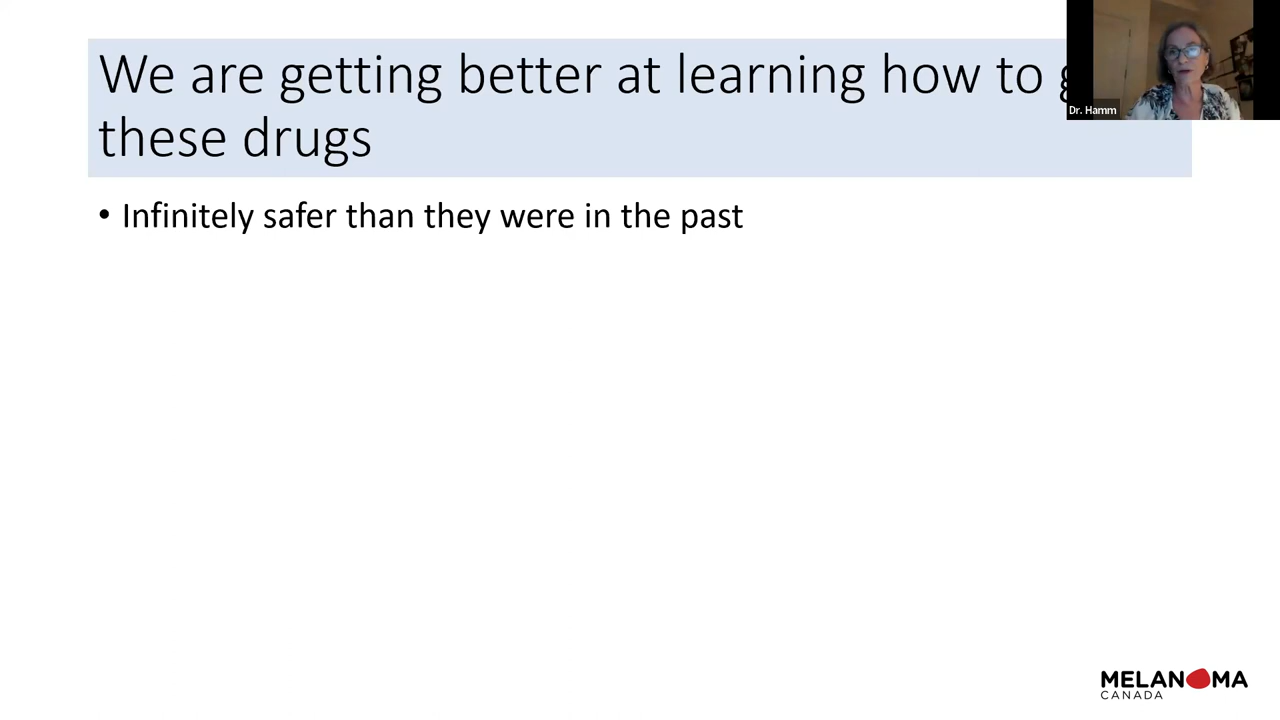 We are getting better at learning how to
these drugs
• Infinitely safer than they were in the past
Dr. Hamm
MELANOMA
CANADA